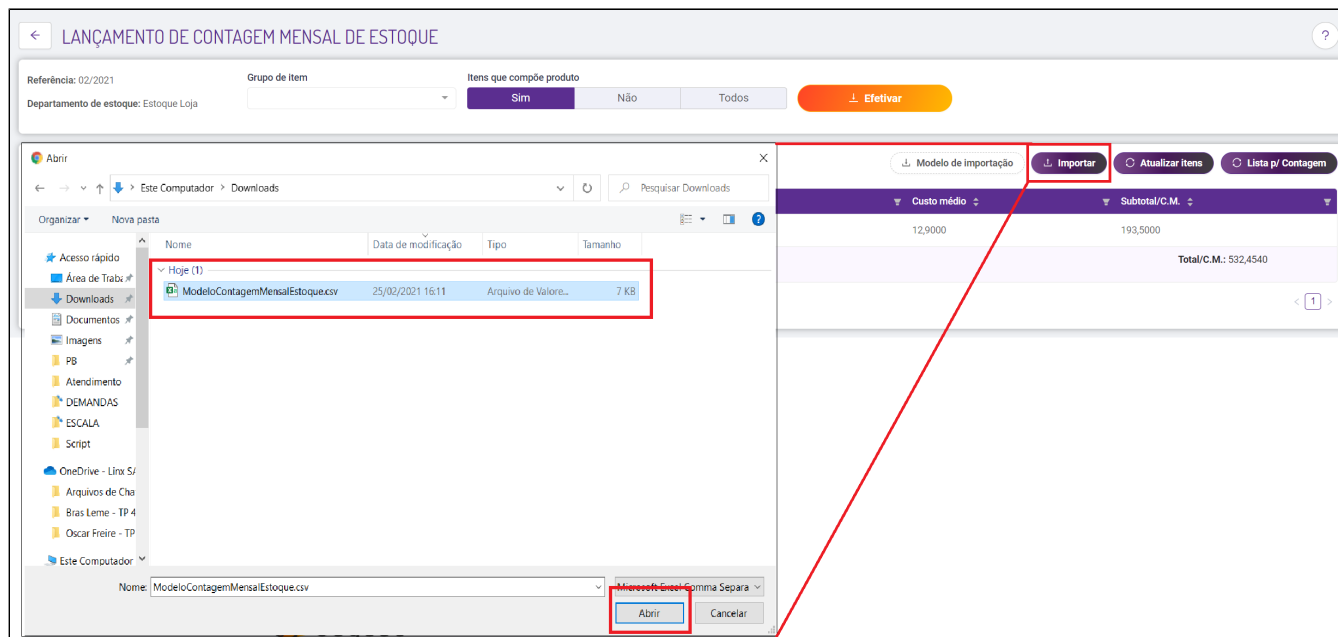 LANÇAMENTO DE CONTAGEM MENSAL DE ESTOQUE
?
Referência: 02/2021
Grupo de item
Itens que compõe produto
Departamento de estoque: Estoque Loja
Sim Não Todos
Efetivar
Modelo de importação
Importar
Atualizar itens
Lista p/ Contagem
Custo médio
Subtotal/C.M.
12,9000
193,5000
Total/C.M.: 532,4540
< 1 >
Abrir
Este Computador > Downloads
Pesquisar Downloads
Organizar
Nova pasta
?
Nome
Data de modificação
Tipo
Tamanho
Hoje (1)
ModeloContagemMensalEstoque.csv 25/02/2021 16:11 Arquivo de Valore... 7 KB
Acesso rápido
Área de Traba
Downloads
Documentos
Imagens
PB
Atendimento
DEMANDAS
ESCALA
Script
OneDrive - Linx SA
Arquivos de Cha
Bras Leme - TP 4
Oscar Freire - TP
Este Computador
Nome: ModeloContagemMensalEstoque.csv
Microsoft Excel Comma Separa
Abrir
Cancelar